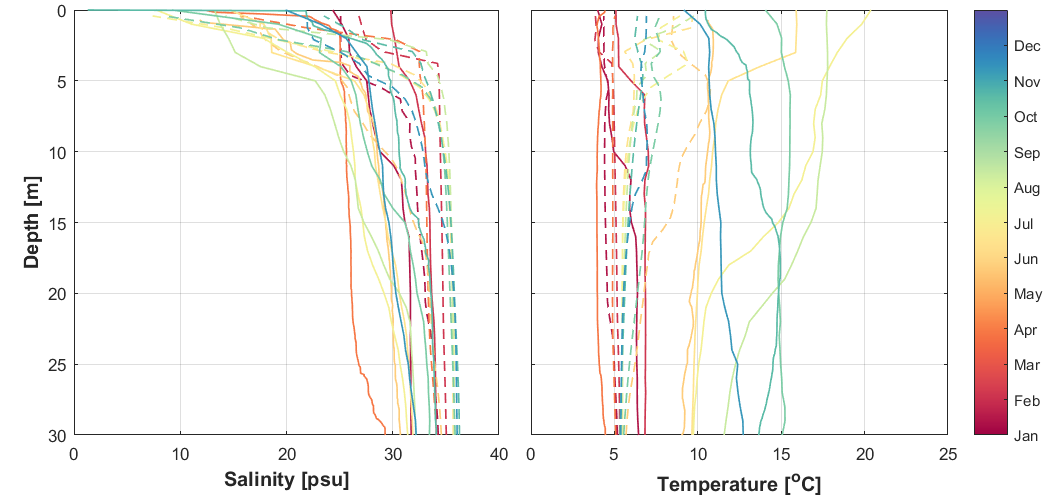 0
5
10
15
20
25
30
Depth [m]
0 10 20 30 40
Salinity [psu]
0 5 10 15 20 25
Temperature [°C]
Dec
Nov
Oct
Sep
Aug
Jul
Jun
May
Apr
Mar
Feb
Jan